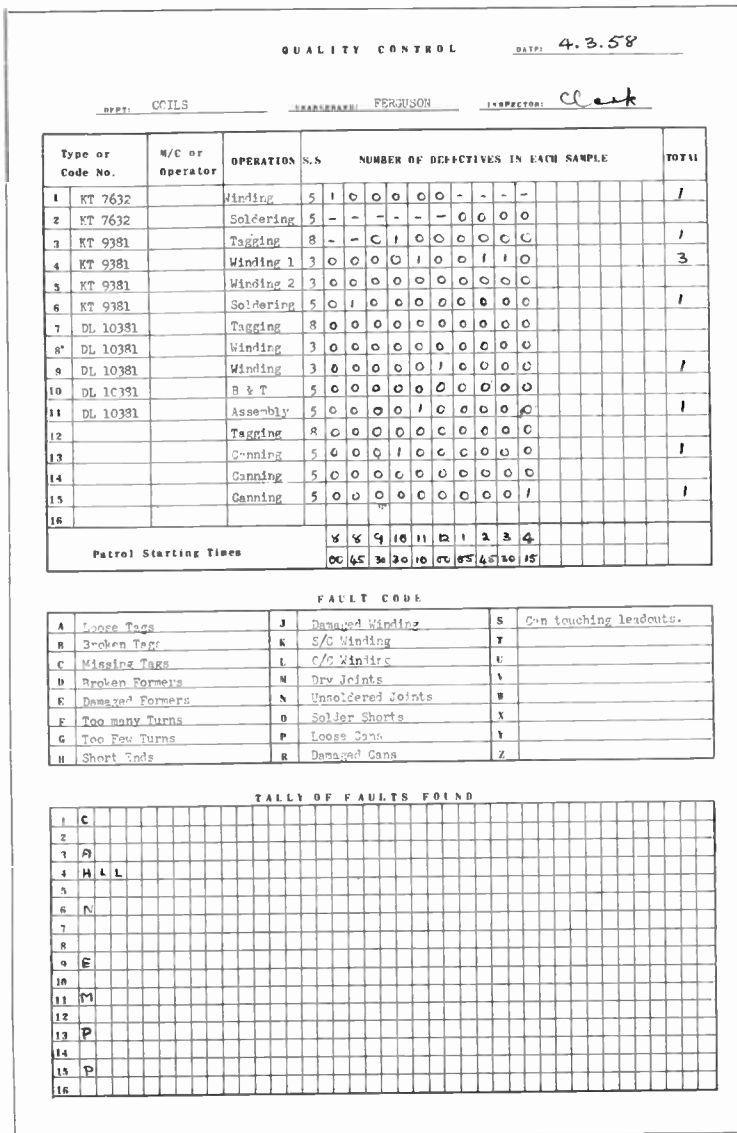 QUALITY CONTROL DATE: 4.3.58
DEPT: COILS FERGUSON INSPECTOR: Clark
Type or Code No. M/C or Operator OPERATION S.S NUMBER OF DEFECTIVES IN EACH SAMPLE TOTAL
1 KT 7632 Winding 5 1 0 0 0 0 0 - - - - 1
2 KT 7632 Soldering 5 - - - - - - 0 0 0 0
3 KT 9381 Tagging 8 - - 0 1 0 0 0 0 0 0 1
4 KT 9381 Winding 1 3 0 0 0 0 1 0 0 1 1 0 3
5 KT 9381 Winding 2 3 0 0 0 0 0 0 0 0 0 0
6 KT 9381 Soldering 5 0 1 0 0 0 0 0 0 0 0 1
7 DL 10381 Tagging 8 0 0 0 0 0 0 0 0 0 0
8 DL 10381 Winding 3 0 0 0 0 0 0 0 0 0 0
9 DL 10381 Winding 3 0 0 0 0 0 1 0 0 0 0 1
10 DL 10381 B & T 5 0 0 0 0 0 0 0 0 0 0
11 DL 10381 Assembly 5 0 0 0 0 1 0 0 0 0 0 1
12 Tagging 8 0 0 0 0 0 0 0 0 0 0
13 Canning 5 0 0 0 1 0 0 0 0 0 0 1
14 Canning 5 0 0 0 0 0 0 0 0 0 0
15 Canning 5 0 0 0 0 0 0 0 0 0 1 1
16
Patrol Starting Times 8 8 9 10 11 12 1 2 3 4
00 45 30 20 10 00 05 45 30 15
FAULT CODE
A Loose Tags J Damaged Winding S Can touching leadouts.
B Broken Tags K S/C Winding T
C Missing Tags L O/C Winding U
D Broken Formers M Dry Joints V
E Damaged Formers N Unsoldered Joints W
F Too many Turns O Solder Shorts X
G Too Few Turns P Loose Cans Y
H Short Ends R Damaged Cans Z
TALLY OF FAULTS FOUND
1 C
2
3 A
4 H L L
5
6 N
7
8
9 E
10
11 M
12
13 P
14
15 P
16